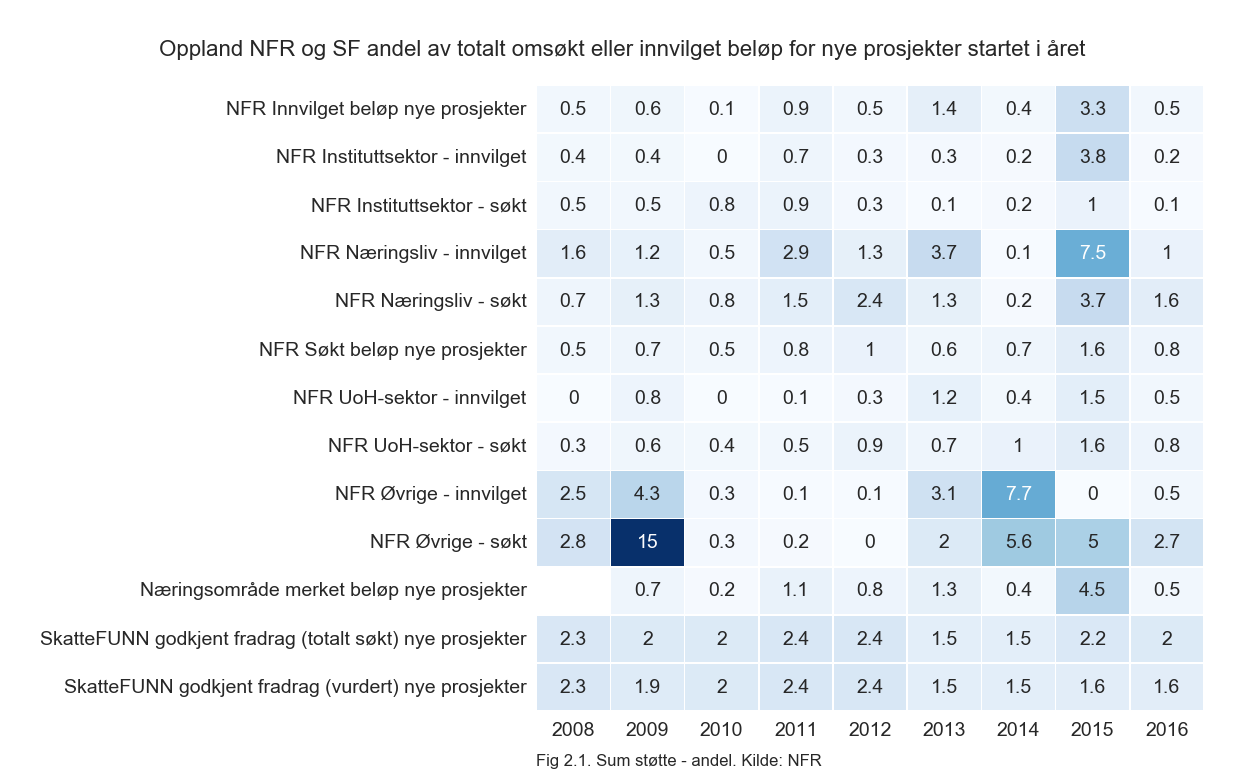 Oppland NFR og SF andel av totalt omsøkt eller innvilget beløp for nye prosjekter startet i året
NFR Innvilget beløp nye prosjekter 0.5 0.6 0.1 0.9 0.5 1.4 0.4 3.3 0.5
NFR Instituttsektor - innvilget 0.4 0.4 0 0.7 0.3 0.3 0.2 3.8 0.2
NFR Instituttsektor - søkt 0.5 0.5 0.8 0.9 0.3 0.1 0.2 1 0.1
NFR Næringsliv - innvilget 1.6 1.2 0.5 2.9 1.3 3.7 0.1 7.5 1
NFR Næringsliv - søkt 0.7 1.3 0.8 1.5 2.4 1.3 0.2 3.7 1.6
NFR Søkt beløp nye prosjekter 0.5 0.7 0.5 0.8 1 0.6 0.7 1.6 0.8
NFR UoH-sektor - innvilget 0 0.8 0 0.1 0.3 1.2 0.4 1.5 0.5
NFR UoH-sektor - søkt 0.3 0.6 0.4 0.5 0.9 0.7 1 1.6 0.8
NFR Øvrige - innvilget 2.5 4.3 0.3 0.1 0.1 3.1 7.7 0 0.5
NFR Øvrige - søkt 2.8 15 0.3 0.2 0 2 5.6 5 2.7
Næringsområde merket beløp nye prosjekter 0.7 0.2 1.1 0.8 1.3 0.4 4.5 0.5
SkatteFUNN godkjent fradrag (totalt søkt) nye prosjekter 2.3 2 2 2.4 2.4 1.5 1.5 2.2 2
SkatteFUNN godkjent fradrag (vurdert) nye prosjekter 2.3 1.9 2 2.4 2.4 1.5 1.5 1.6 1.6
2008 2009 2010 2011 2012 2013 2014 2015 2016
Fig 2.1. Sum støtte - andel. Kilde: NFR